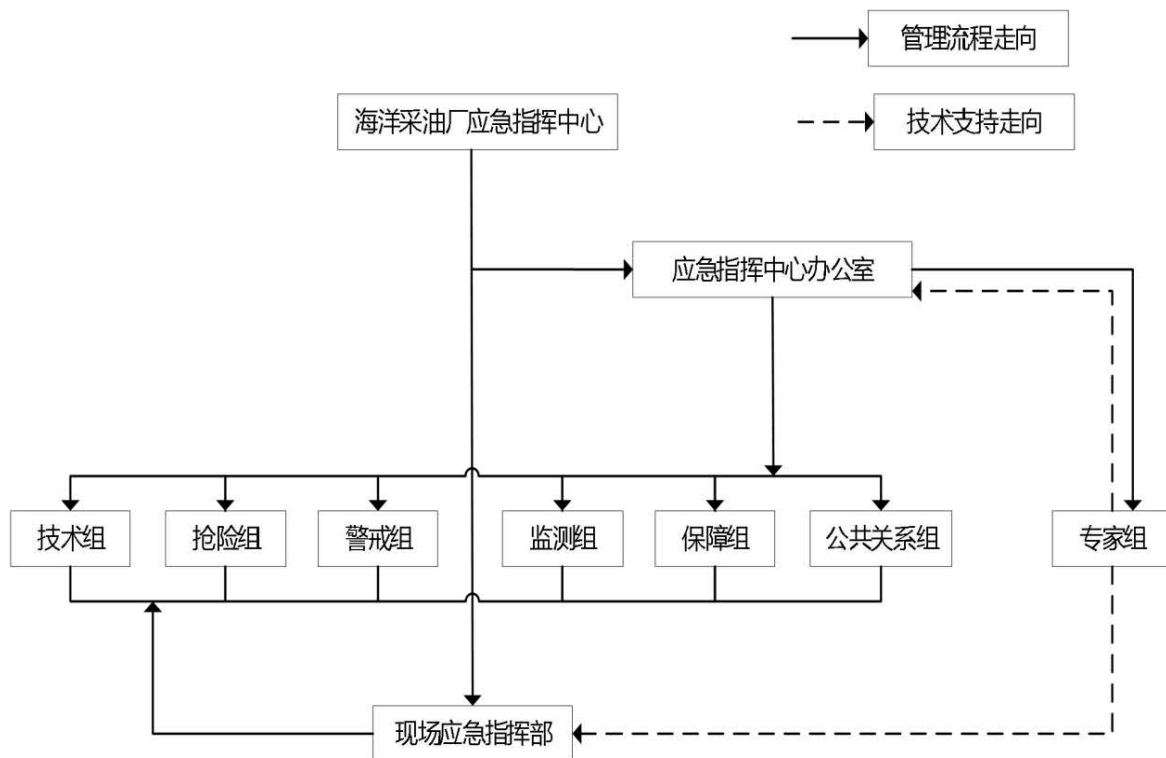 管理流程走向
海洋采油厂应急指挥中心
技术支持走向
应急指挥中心办公室
技术组
抢险组
警戒组
监测组
保障组
公共关系组
专家组
现场应急指挥部